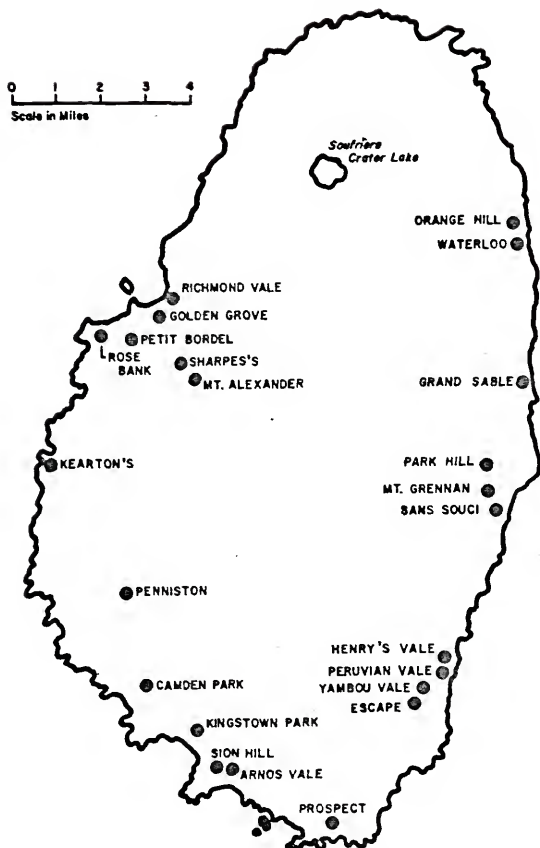 0 1 2 3 4
Scale in Miles
Soufriere
Crater Lake
ORANGE HILL
WATERLOO
RICHMOND VALE
GOLDEN GROVE
PETIT BORDEL
ROSE
BANK
SHARPES'S
MT. ALEXANDER
GRAND SABLE
KEARTON'S
PARK HILL
MT. GRENNAN
SANS SOUCI
PENNISTON
HENRY'S VALE
PERUVIAN VALE
YAMBOU VALE
ESCAPE
CAMDEN PARK
KINGSTOWN PARK
SION HILL
ARNOS VALE
PROSPECT